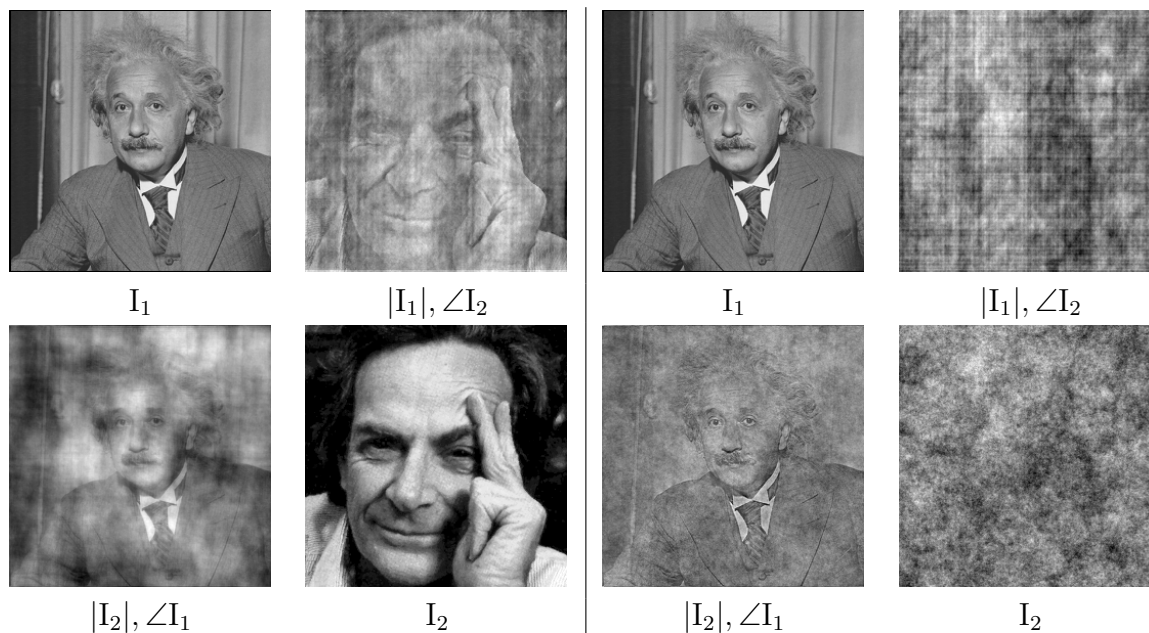 I₁
|I₁|, ∠I₂
I₁
|I₁|, ∠I₂
|I₂|, ∠I₁
I₂
|I₂|, ∠I₁
I₂